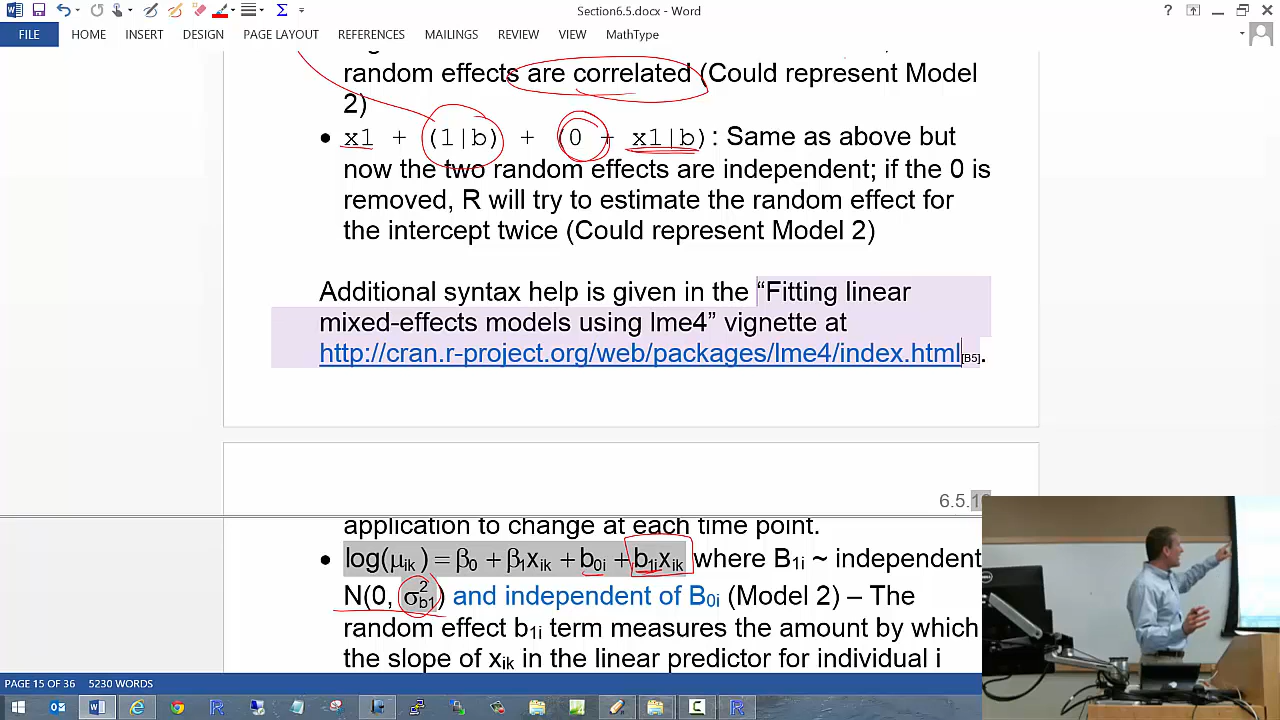 Section6.5.docx - Word
FILE HOME INSERT DESIGN PAGE LAYOUT REFERENCES MAILINGS REVIEW VIEW MathType
random effects are correlated (Could represent Model
2)
• x1 + (1|b) + (0 + x1|b): Same as above but
now the two random effects are independent; if the 0 is
removed, R will try to estimate the random effect for
the intercept twice (Could represent Model 2)
Additional syntax help is given in the “Fitting linear
mixed-effects models using lme4” vignette at
http://cran.r-project.org/web/packages/lme4/index.html[B5].
application to change at each time point.
• log(μik) = β0 + β1xik + b0i + b1ixik where B1i ~ independent
N(0, σ²b1) and independent of B0i (Model 2) – The
random effect b1i term measures the amount by which
the slope of xik in the linear predictor for individual i
PAGE 15 OF 36 5230 WORDS